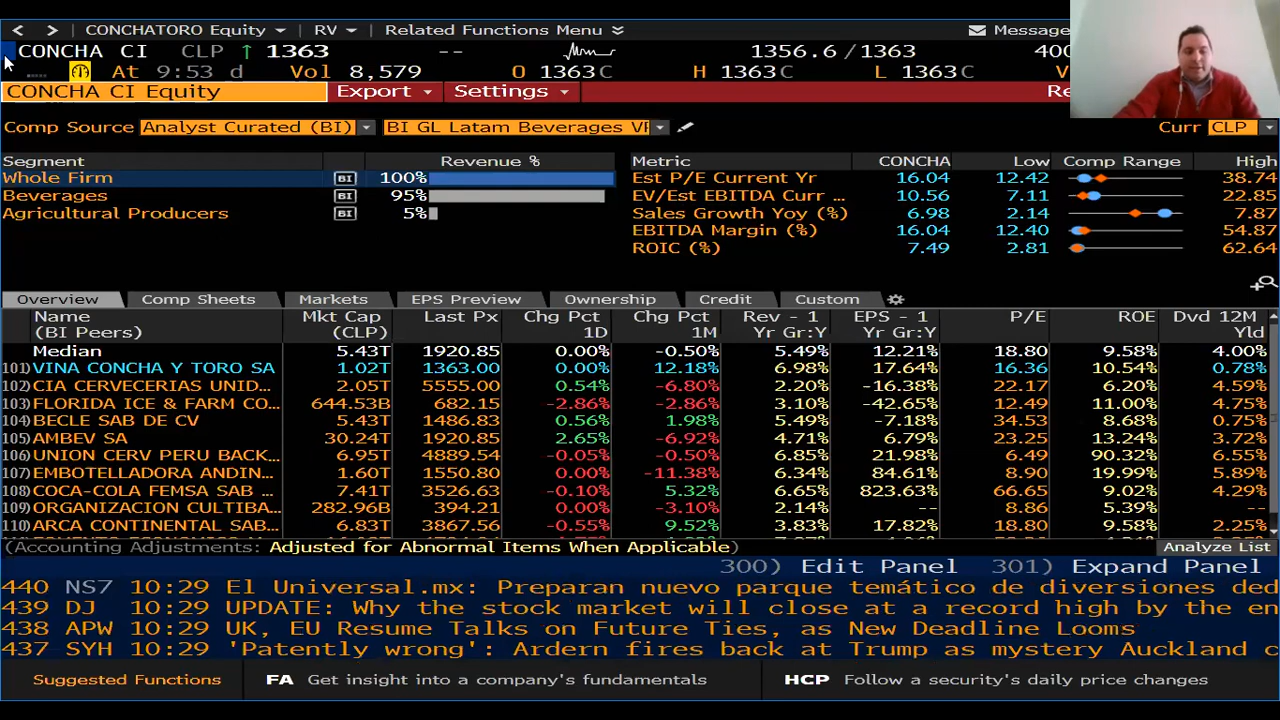 < > CONCHATORO Equity RV Related Functions Menu Message
CONCHA CI CLP ↑ 1363 -- 1356.6 / 1363 400
At 9:53 d Vol 8,579 O 1363C H 1363C L 1363C V
CONCHA CI Equity Export Settings Re
Comp Source Analyst Curated (BI) BI GL Latam Beverages Curr CLP
Segment Revenue % Metric CONCHA Low Comp Range High
Whole Firm BI 100% Est P/E Current Yr 16.04 12.42 38.74
Beverages BI 95% EV/Est EBITDA Curr ... 10.56 7.11 22.85
Agricultural Producers BI 5% Sales Growth Yoy (%) 6.98 2.14 7.87
EBITDA Margin (%) 16.04 12.40 54.87
ROIC (%) 7.49 2.81 62.64
Overview Comp Sheets Markets EPS Preview Ownership Credit Custom
Name Mkt Cap Last Px Chg Pct Chg Pct Rev - 1 EPS - 1 P/E ROE Dvd 12M
(BI Peers) (CLP) 1D 1M Yr Gr:Y Yr Gr:Y Yld
Median 5.43T 1920.85 0.00% -0.50% 5.49% 12.21% 18.80 9.58% 4.00%
101) VINA CONCHA Y TORO SA 1.02T 1363.00 0.00% 12.18% 6.98% 17.64% 16.36 10.54% 0.78%
102) CIA CERVECERIAS UNID... 2.05T 5555.00 0.54% -6.80% 2.20% -16.38% 22.17 6.20% 4.59%
103) FLORIDA ICE & FARM CO... 644.53B 682.15 -2.86% -2.86% 3.10% -42.65% 12.49 11.00% 4.75%
104) BECLE SAB DE CV 5.43T 1486.83 0.56% 1.98% 5.49% -7.18% 34.53 8.68% 0.75%
105) AMBEV SA 30.24T 1920.85 2.65% -6.92% 4.71% 6.79% 23.25 13.24% 3.72%
106) UNION CERV PERU BACK... 6.95T 4889.54 -0.05% -0.50% 6.85% 21.98% 6.49 90.32% 6.55%
107) EMBOTELLADORA ANDIN... 1.60T 1550.80 0.00% -11.38% 6.34% 84.61% 8.90 19.99% 5.89%
108) COCA-COLA FEMSA SAB ... 7.41T 3526.63 -0.10% 5.32% 6.65% 823.63% 66.65 9.02% 4.29%
109) ORGANIZACION CULTIBA... 282.96B 394.21 0.00% -3.10% 2.14% -- 8.86 5.39% --
110) ARCA CONTINENTAL SAB... 6.83T 3867.56 -0.55% 9.52% 3.83% 17.82% 18.80 9.58% 2.25%
(Accounting Adjustments: Adjusted for Abnormal Items When Applicable) Analyze List
300) Edit Panel 301) Expand Panel
440 NS7 10:29 El Universal.mx: Preparan nuevo parque temático de diversiones ded
439 DJ 10:29 UPDATE: Why the stock market will close at a record high by the en
438 APW 10:29 UK, EU Resume Talks on Future Ties, as New Deadline Looms
437 SYH 10:29 'Patently wrong': Ardern fires back at Trump as mystery Auckland c
Suggested Functions FA Get insight into a company's fundamentals HCP Follow a security's daily price changes